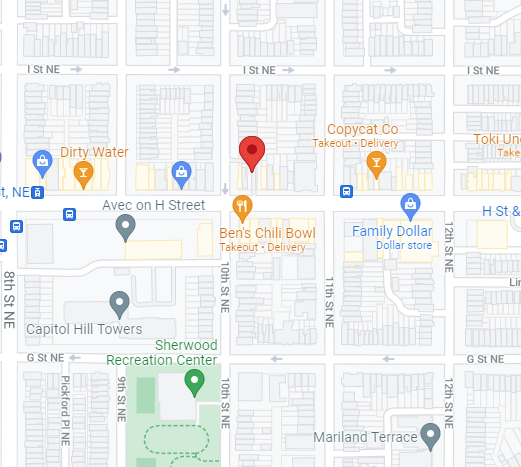 I St NE
I St NE
I St NE
Copycat Co
Takeout • Delivery
Toki Un
Take
Dirty Water
St, NE
Avec on H Street
Ben's Chili Bowl
Takeout • Delivery
Family Dollar
Dollar store
H St &
8th St NE
10th St NE
11th St NE
12th St NE
Lin
Capitol Hill Towers
Sherwood
Recreation Center
G St NE
G St NE
Pickford Pl NE
9th St NE
10th St NE
12th St NE
Mariland Terrace